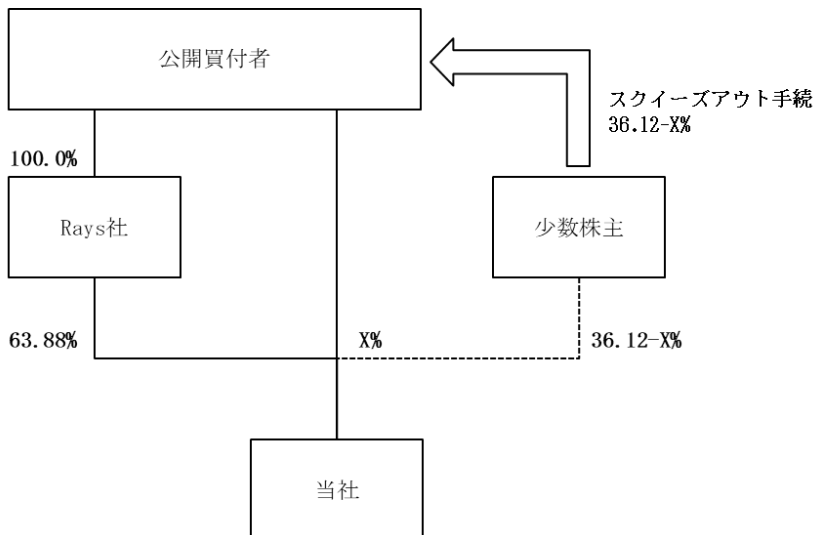 公開買付者
スクイーズアウト手続
36.12-X%
100.0%
Rays社
少数株主
63.88%
X%
36.12-X%
当社